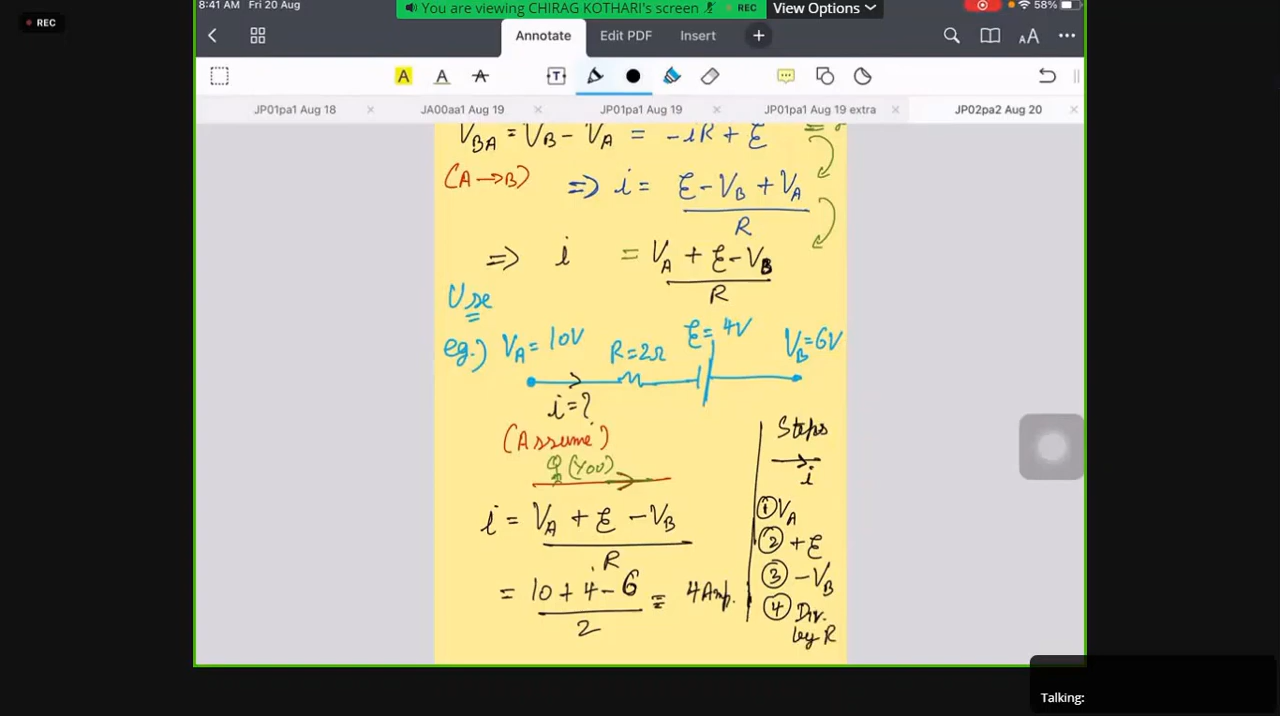 8:41 AM Fri 20 Aug
You are viewing CHIRAG KOTHARI's screen REC
View Options
58%
REC
Annotate Edit PDF Insert +
AA
A A A T
JP01pa1 Aug 18 × JA00aa1 Aug 19 × JP01pa1 Aug 19 × JP01pa1 Aug 19 extra × JP02pa2 Aug 20 ×
V_BA = V_B - V_A = -iR + ℰ
(A→B) ⇒ i = (ℰ - V_B + V_A)/R
⇒ i = (V_A + ℰ - V_B)/R
Use
eg.) V_A = 10V R=2Ω ℰ= 4V V_B=6V
i=?
(Assume)
(YOU)
i = (V_A + ℰ - V_B)/R
= (10 + 4 - 6)/2 = 4Amp.
Steps
i
① V_A
② +ℰ
③ -V_B
④ Div.
by R
Talking: